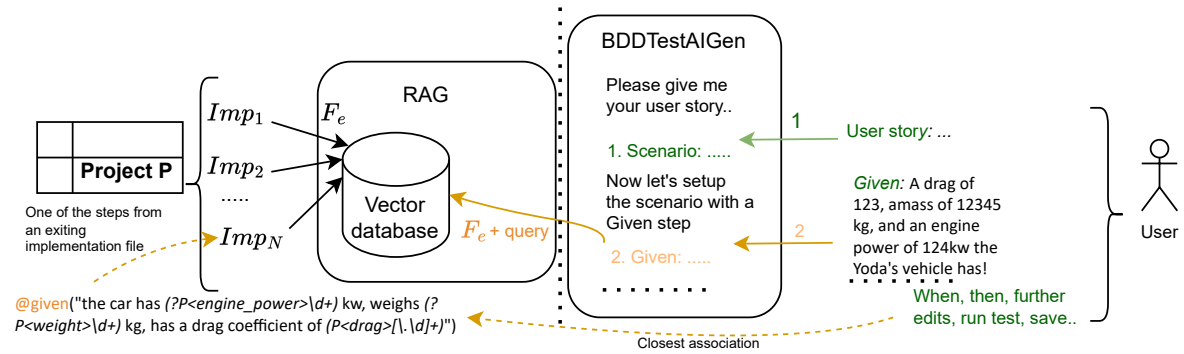 Project P
One of the steps from
an exiting
implementation file
Imp1
Imp2
.....
ImpN
Fe
RAG
Vector
database
Fe + query
BDDTestAIGen
Please give me
your user story..
1. Scenario: .....
Now let's setup
the scenario with a
Given step
2. Given: .....
1
User story: ...
2
Given: A drag of
123, amass of 12345
kg, and an engine
power of 124kw the
Yoda's vehicle has!
When, then, further
edits, run test, save..
User
@given("the car has (?P<engine_power>\d+) kw, weighs (?
P<weight>\d+) kg, has a drag coefficient of (P<drag>[\.\d]+)")
Closest association